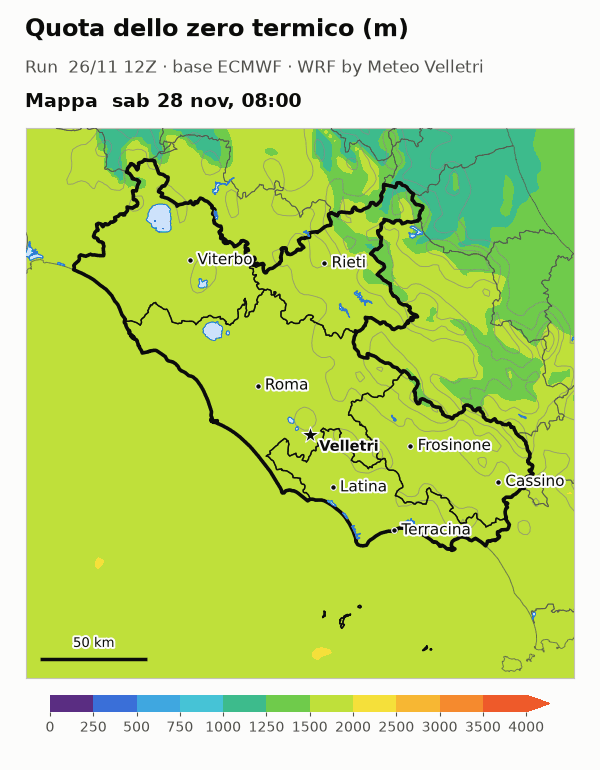 Quota dello zero termico (m)
Run 26/11 12Z · base ECMWF · WRF by Meteo Velletri
Mappa sab 28 nov, 08:00
Viterbo
Rieti
Roma
Velletri
Frosinone
Cassino
Latina
Terracina
50 km
0 250 500 750 1000 1250 1500 2000 2500 3000 3500 4000